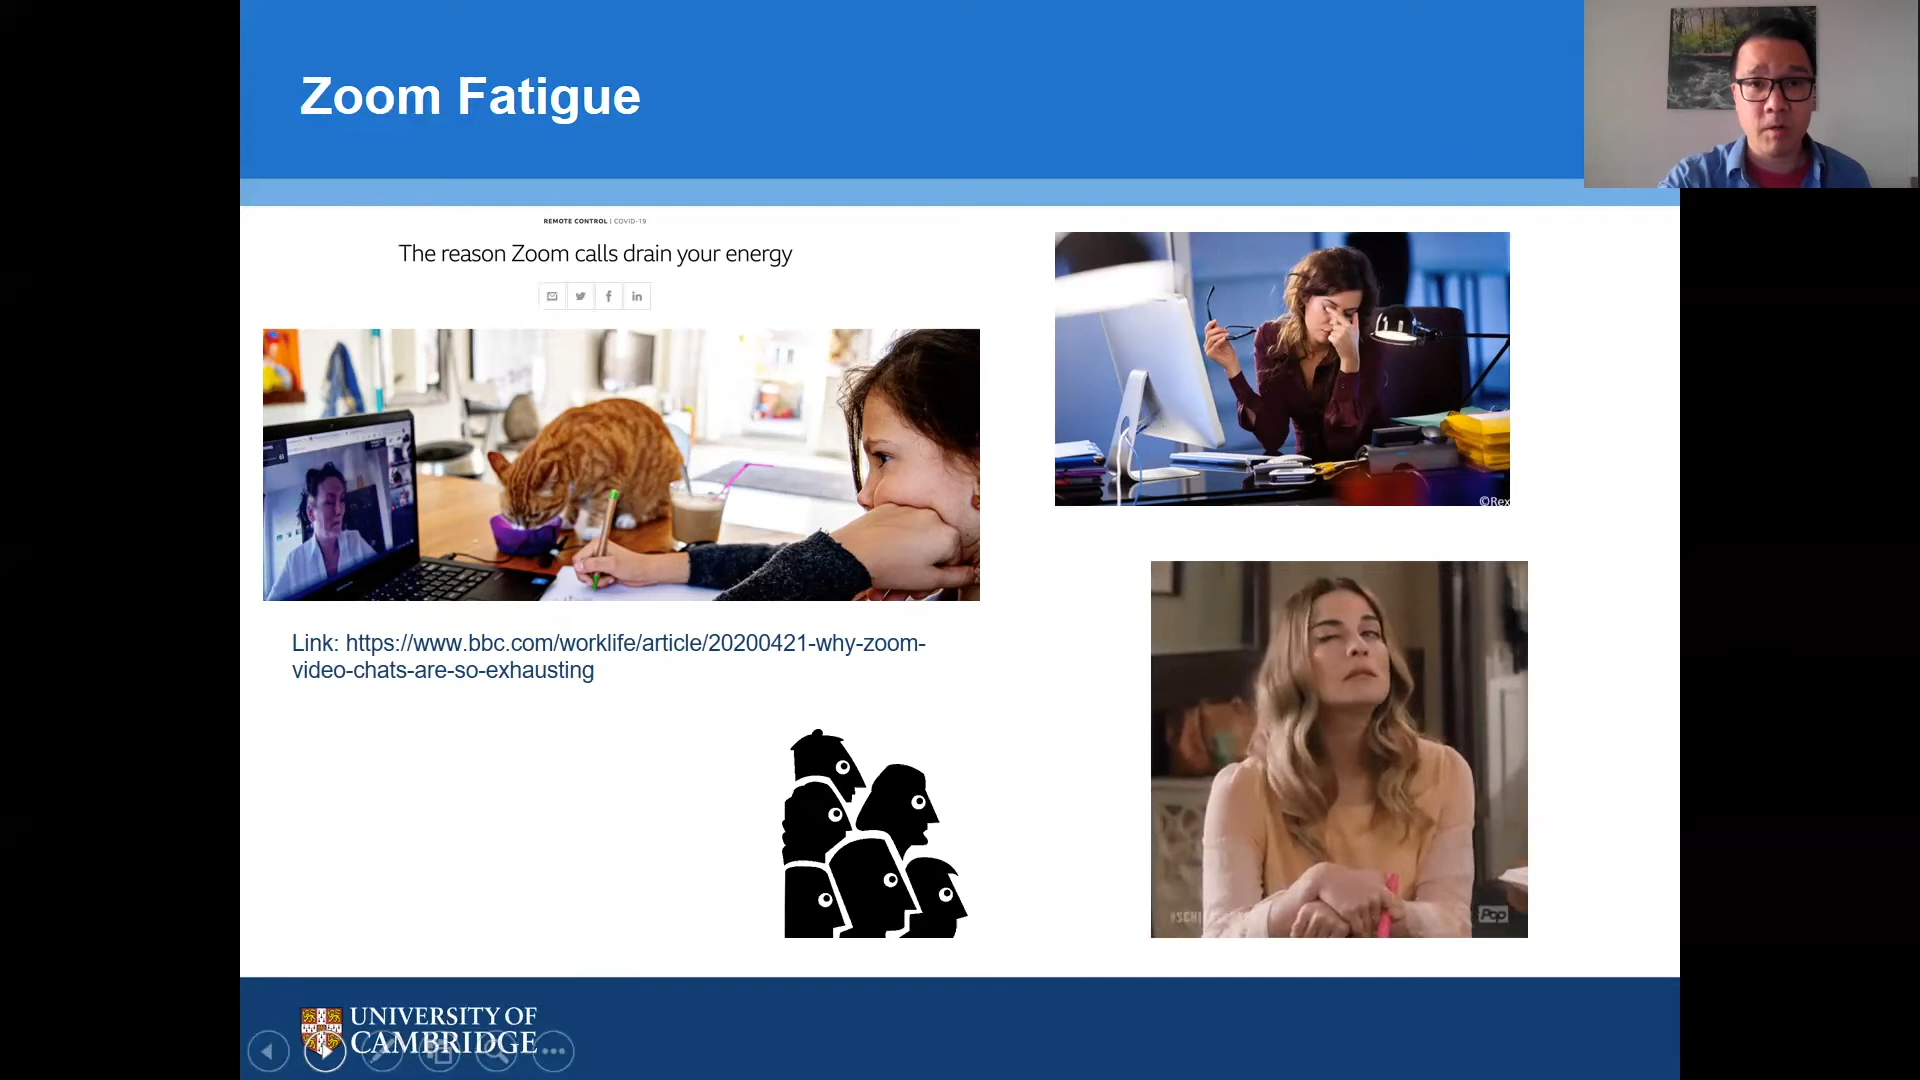 Zoom Fatigue
REMOTE CONTROL | COVID-19
The reason Zoom calls drain your energy
©Rex
Link: https://www.bbc.com/worklife/article/20200421-why-zoom-
video-chats-are-so-exhausting
Pop
UNIVERSITY OF
CAMBRIDGE